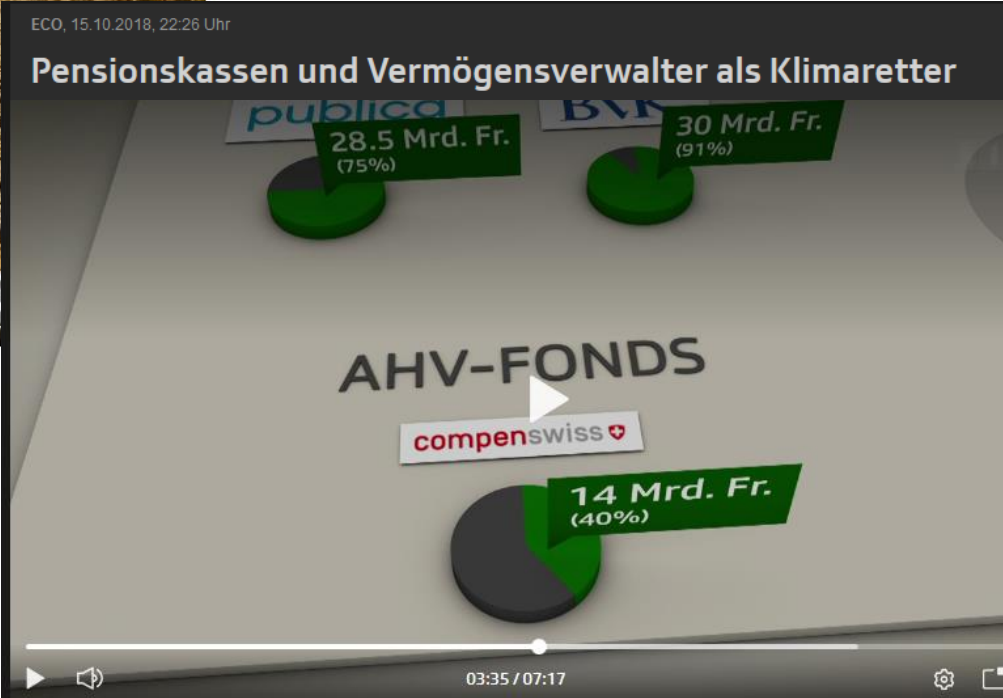 ECO, 15.10.2018, 22:26 Uhr
Pensionskassen und Vermögensverwalter als Klimaretter
publica
BVK
28.5 Mrd. Fr.
(75%)
30 Mrd. Fr.
(91%)
AHV-FONDS
compenswiss
14 Mrd. Fr.
(40%)
03:35 / 07:17